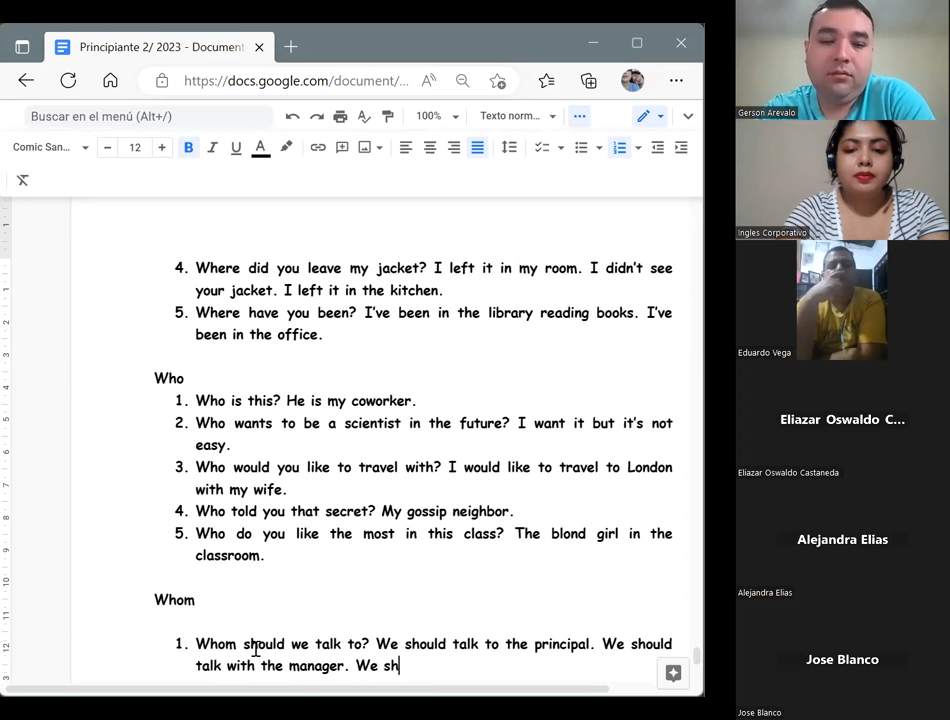 Principiante 2/ 2023 - Document
https://docs.google.com/document/...
Buscar en el menú (Alt+/)
100%
Texto norm...
Comic San...
12
4. Where did you leave my jacket? I left it in my room. I didn't see
your jacket. I left it in the kitchen.
5. Where have you been? I've been in the library reading books. I've
been in the office.
Who
1. Who is this? He is my coworker.
2. Who wants to be a scientist in the future? I want it but it's not
easy.
3. Who would you like to travel with? I would like to travel to London
with my wife.
4. Who told you that secret? My gossip neighbor.
5. Who do you like the most in this class? The blond girl in the
classroom.
Whom
1. Whom should we talk to? We should talk to the principal. We should
talk with the manager. We sh
Gerson Arevalo
Ingles Corporativo
Eduardo Vega
Eliazar Oswaldo C...
Eliazar Oswaldo Castaneda
Alejandra Elias
Alejandra Elias
Jose Blanco
Jose Blanco